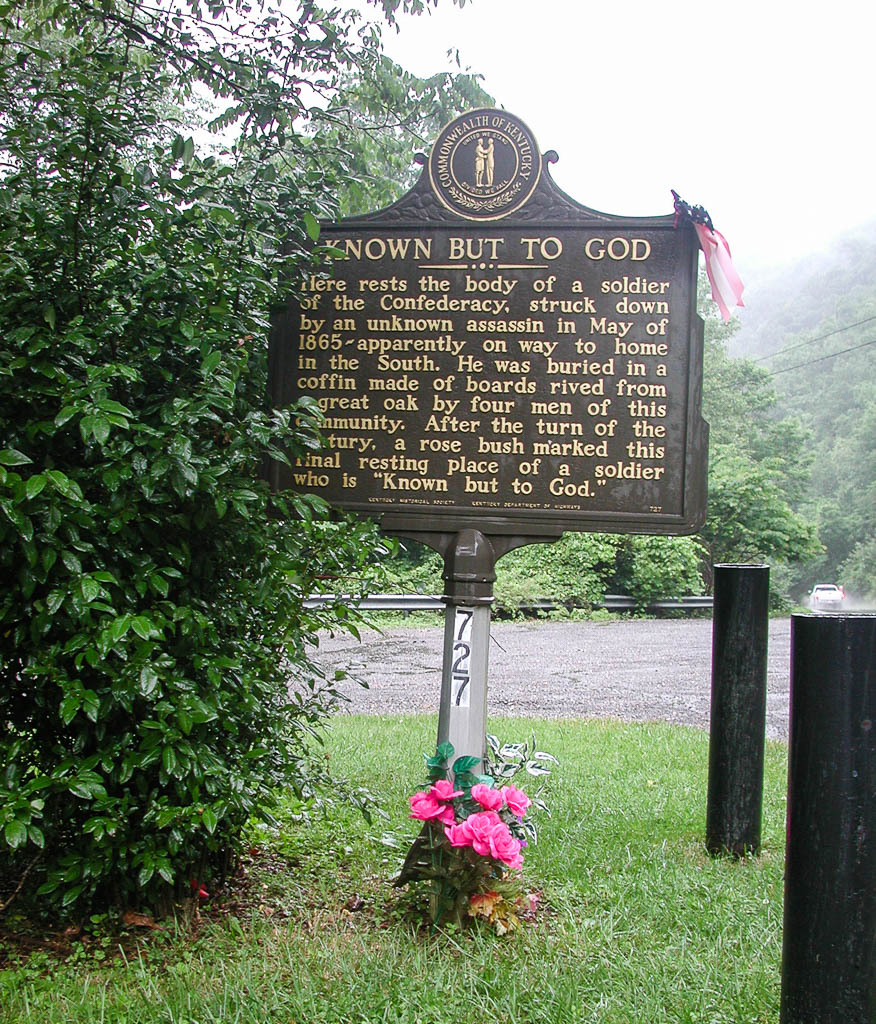 COMMONWEALTH OF KENTUCKY
UNITED WE STAND
DIVIDED WE FALL
KNOWN BUT TO GOD
Here rests the body of a soldier
of the Confederacy, struck down
by an unknown assassin in May of
1865-apparently on way to home
in the South. He was buried in a
coffin made of boards rived from
great oak by four men of this
mmunity. After the turn of the
tury, a rose bush marked this
final resting place of a soldier
who is "Known but to God."
KENTUCKY HISTORICAL SOCIETY KENTUCKY DEPARTMENT OF HIGHWAYS 727
727